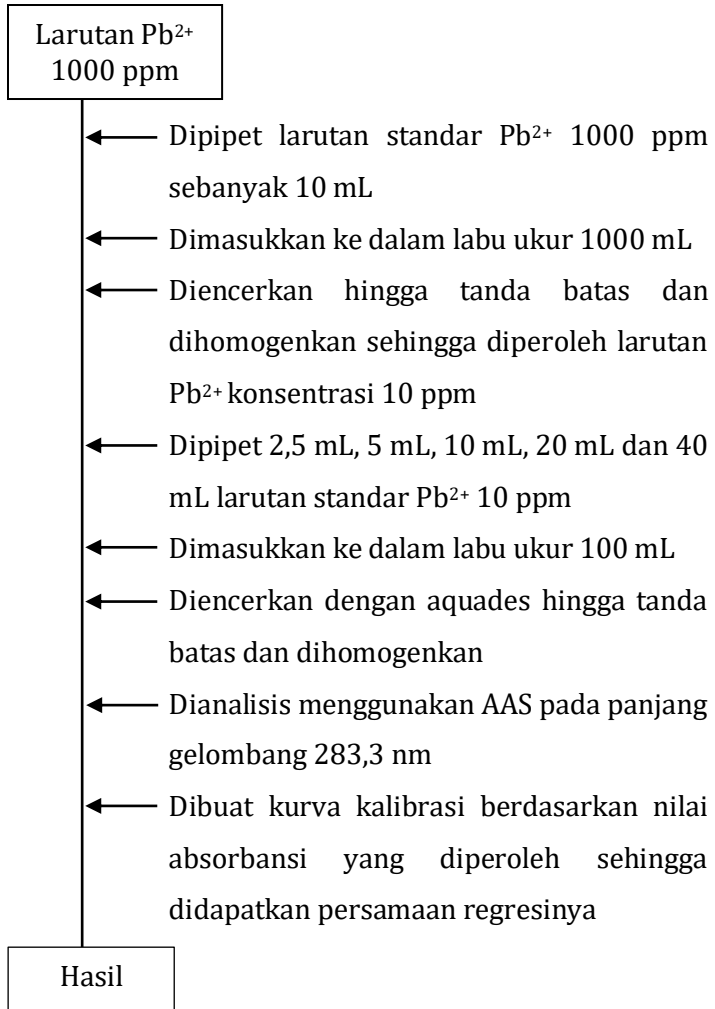 Larutan Pb²⁺
1000 ppm
Dipipet larutan standar Pb²⁺ 1000 ppm
sebanyak 10 mL
Dimasukkan ke dalam labu ukur 1000 mL
Diencerkan hingga tanda batas dan
dihomogenkan sehingga diperoleh larutan
Pb²⁺ konsentrasi 10 ppm
Dipipet 2,5 mL, 5 mL, 10 mL, 20 mL dan 40
mL larutan standar Pb²⁺ 10 ppm
Dimasukkan ke dalam labu ukur 100 mL
Diencerkan dengan aquades hingga tanda
batas dan dihomogenkan
Dianalisis menggunakan AAS pada panjang
gelombang 283,3 nm
Dibuat kurva kalibrasi berdasarkan nilai
absorbansi yang diperoleh sehingga
didapatkan persamaan regresinya
Hasil